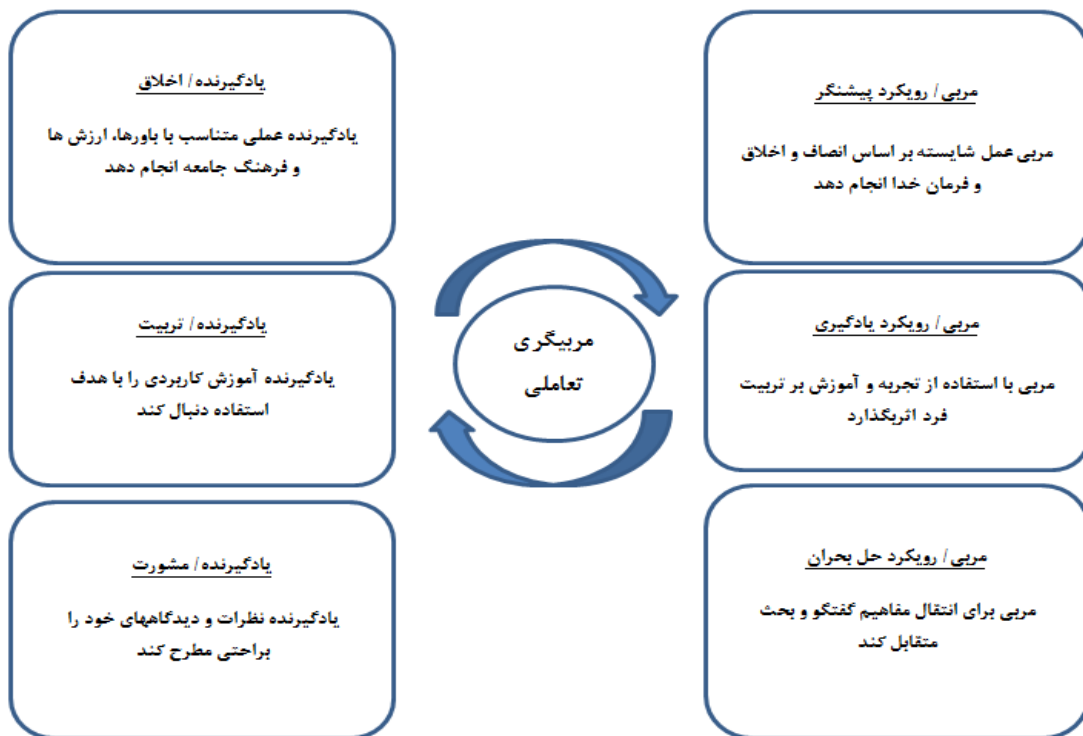 مربی/ رویکرد پیشنگر
مربی عمل شایسته بر اساس انصاف و اخلاق
و فرمان خدا انجام دهد
یادگیرنده/ اخلاق
یادگیرنده عملی متناسب با باورها، ارزش ها
و فرهنگ جامعه انجام دهد
مربی/ رویکرد یادگیری
مربی با استفاده از تجربه و آموزش بر تربیت
فرد اثربگذارد
مربیگری
تعاملی
یادگیرنده/ تربیت
یادگیرنده آموزش کاربردی را با هدف
استفاده دنبال کند
مربی/ رویکرد حل بحران
مربی برای انتقال مفاهیم گفتگو و بحث
متقابل کند
یادگیرنده/ مشورت
یادگیرنده نظرات و دیدگاههای خود را
براحتی مطرح کند